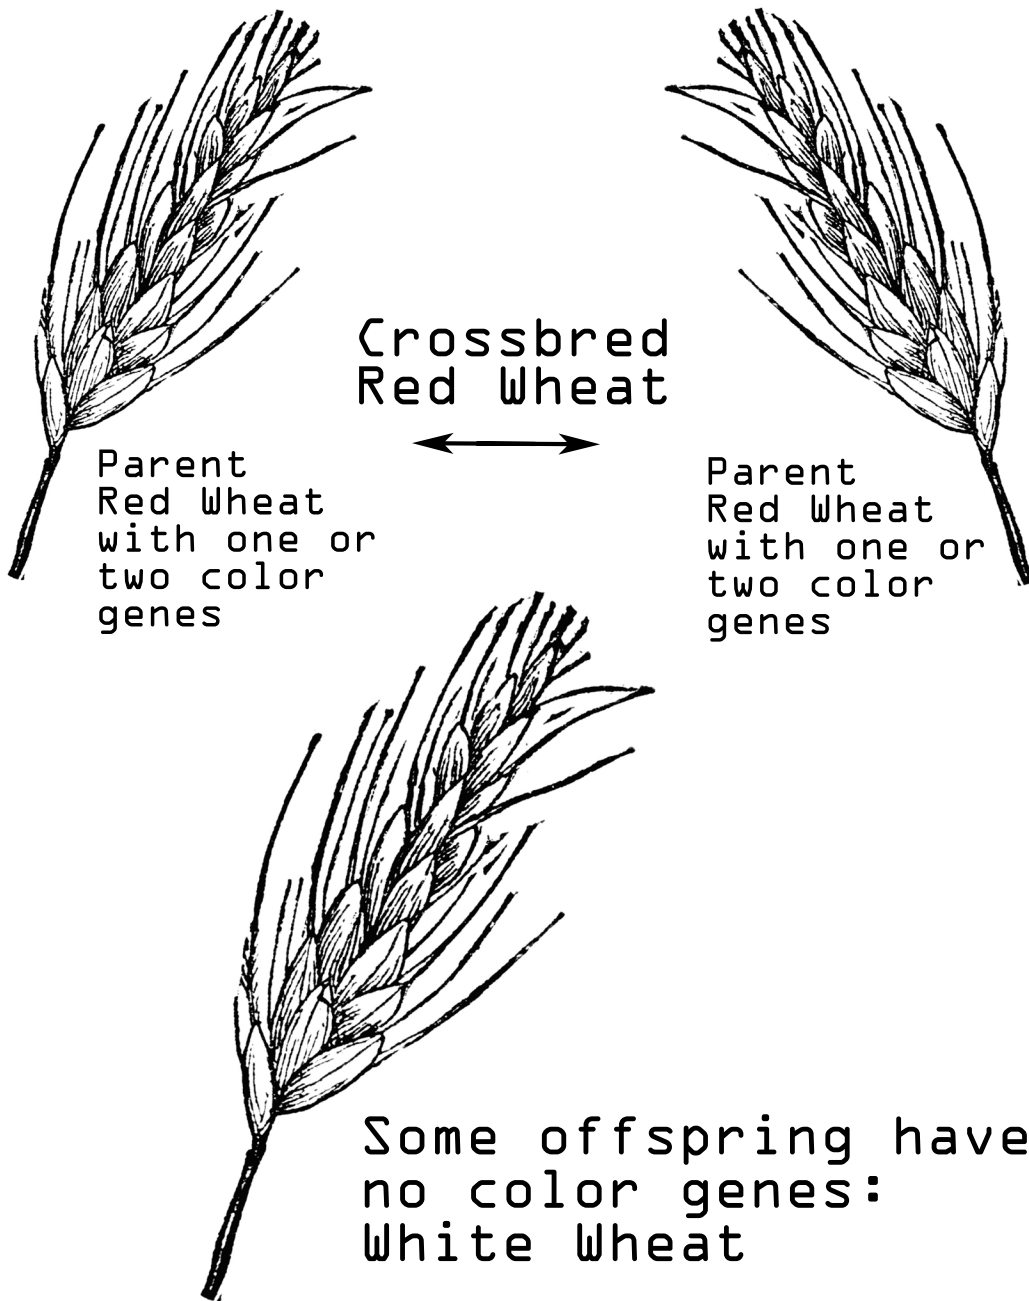 Crossbred
Red Wheat
Parent
Red Wheat
with one or
two color
genes
Parent
Red Wheat
with one or
two color
genes
Some offspring have
no color genes:
White Wheat